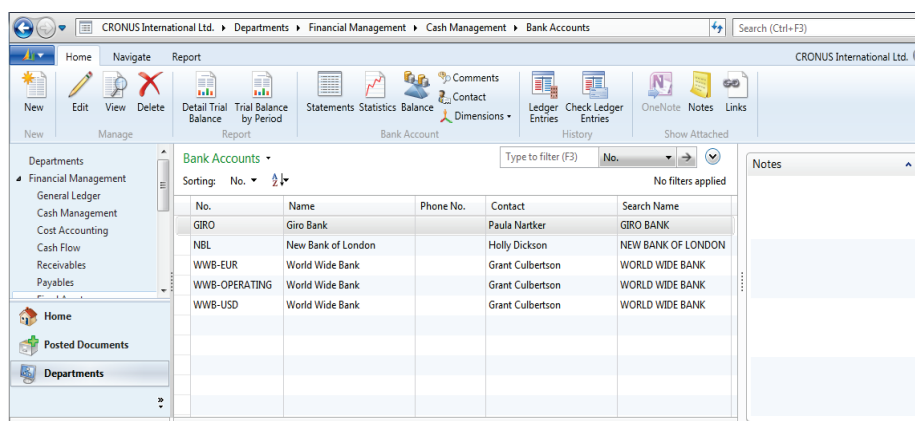 CRONUS International Ltd. Departments Financial Management Cash Management Bank Accounts Search (Ctrl+F3)
Home Navigate Report CRONUS International Ltd.
New Edit View Delete Detail Trial Balance Trial Balance by Period Statements Statistics Balance Comments Contact Dimensions Ledger Entries Check Ledger Entries OneNote Notes Links
New Manage Report Bank Account History Show Attached
Departments
Financial Management
General Ledger
Cash Management
Cost Accounting
Cash Flow
Receivables
Payables
Home
Posted Documents
Departments
Bank Accounts Type to filter (F3) No.
Sorting: No. No filters applied
No. Name Phone No. Contact Search Name
GIRO Giro Bank Paula Nartker GIRO BANK
NBL New Bank of London Holly Dickson NEW BANK OF LONDON
WWB-EUR World Wide Bank Grant Culbertson WORLD WIDE BANK
WWB-OPERATING World Wide Bank Grant Culbertson WORLD WIDE BANK
WWB-USD World Wide Bank Grant Culbertson WORLD WIDE BANK
Notes